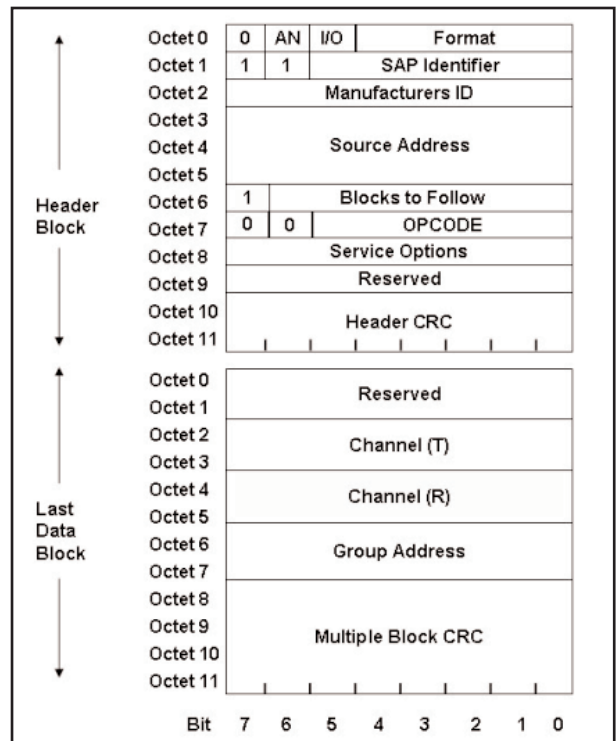 Octet 0 0 AN I/O Format
Octet 1 1 1 SAP Identifier
Octet 2 Manufacturers ID
Octet 3
Octet 4 Source Address
Octet 5
Octet 6 1 Blocks to Follow
Header Block
Octet 7 0 0 OPCODE
Octet 8 Service Options
Octet 9 Reserved
Octet 10
Header CRC
Octet 11
Octet 0
Reserved
Octet 1
Octet 2
Channel (T)
Octet 3
Octet 4
Channel (R)
Octet 5
Last Data Block
Octet 6
Group Address
Octet 7
Octet 8
Octet 9
Multiple Block CRC
Octet 10
Octet 11
Bit 7 6 5 4 3 2 1 0